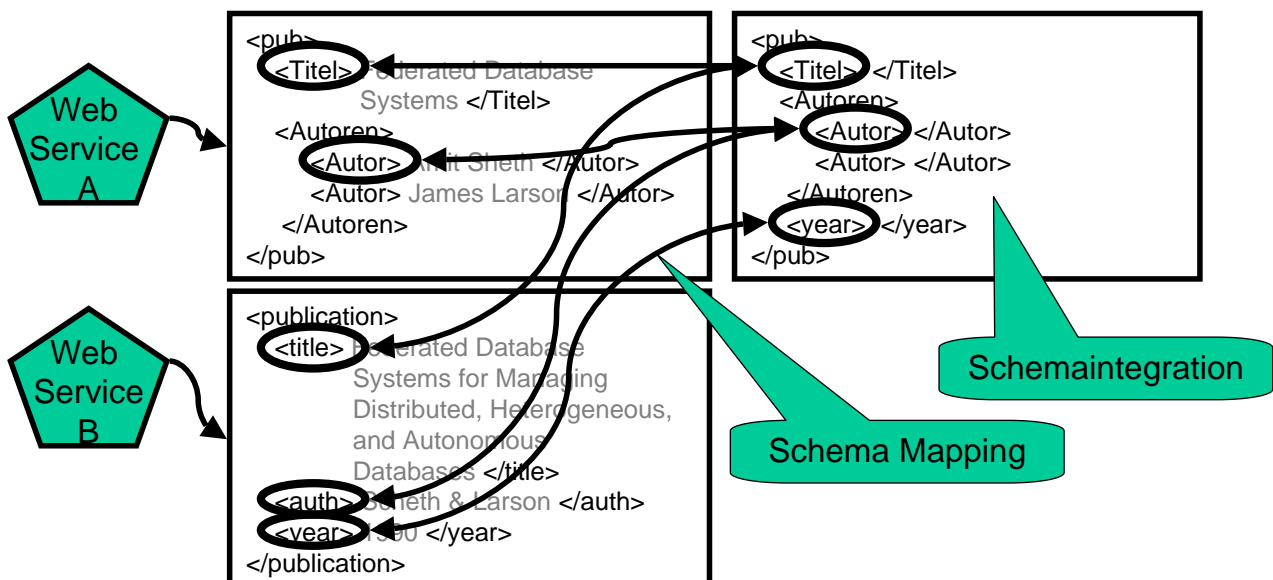 Web
Service
A
<pub>
<Titel> Federated Database
Systems </Titel>
<Autoren>
<Autor> Amit Sheth </Autor>
<Autor> James Larson </Autor>
</Autoren>
</pub>
<pub>
<Titel> </Titel>
<Autoren>
<Autor> </Autor>
<Autor> </Autor>
</Autoren>
<year> </year>
</pub>
Web
Service
B
<publication>
<title> Federated Database
Systems for Managing
Distributed, Heterogeneous,
and Autonomous
Databases </title>
<auth> Scheth & Larson </auth>
<year> 1990 </year>
</publication>
Schemaintegration
Schema Mapping